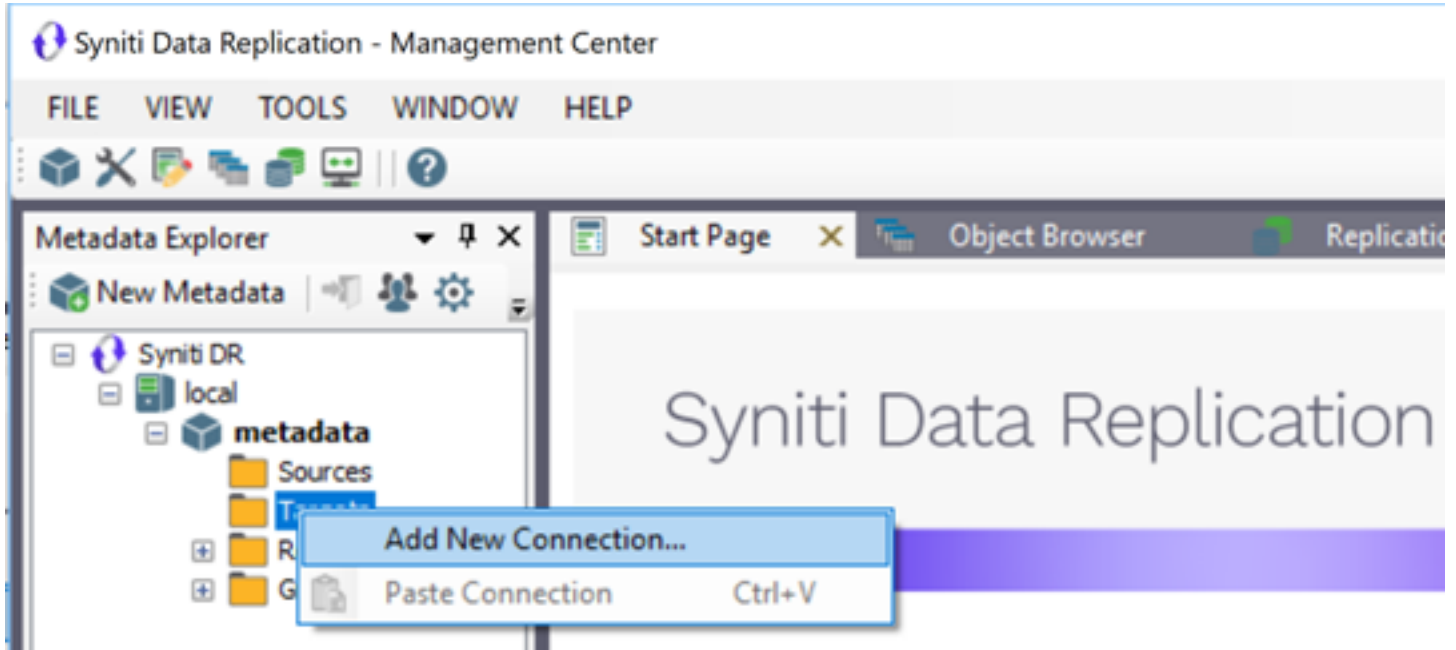 Syniti Data Replication - Management Center
FILE VIEW TOOLS WINDOW HELP
Metadata Explorer
Start Page
Object Browser
New Metadata
Syniti DR
local
metadata
Sources
Syniti Data Replication
Add New Connection...
Paste Connection Ctrl+V